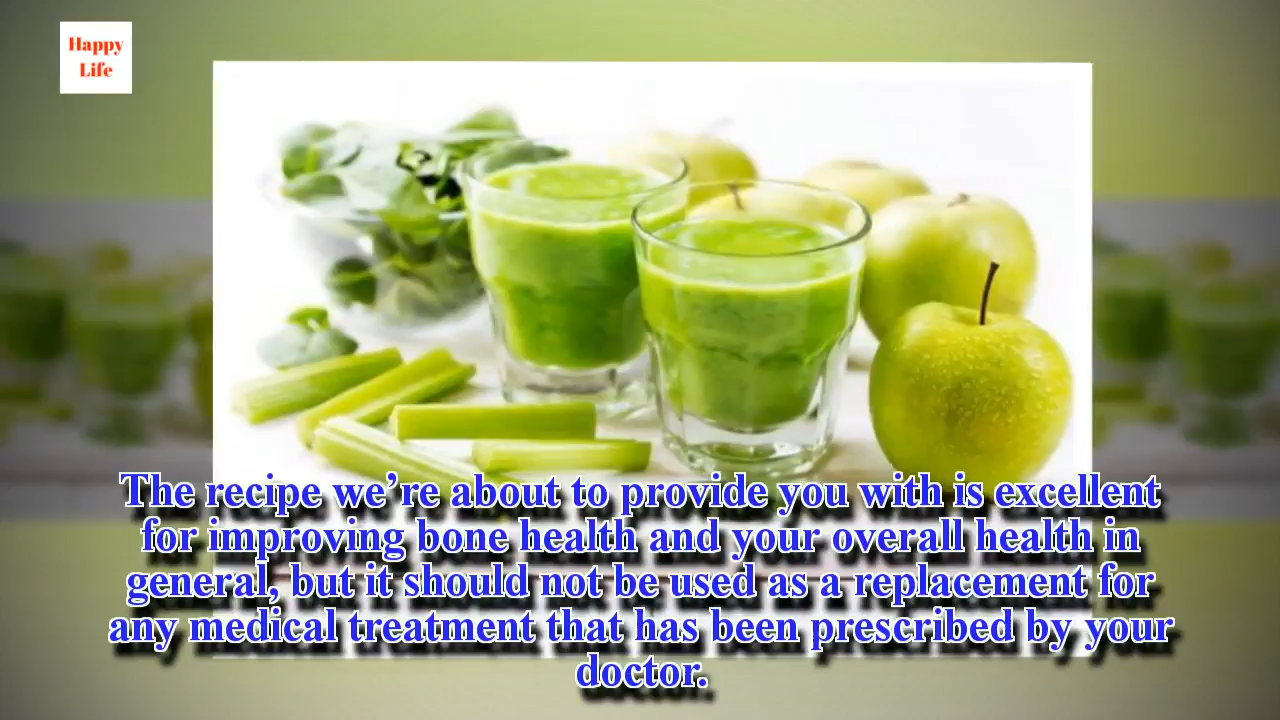 Happy
Life
The recipe we’re about to provide you with is excellent
for improving bone health and your overall health in
general, but it should not be used as a replacement for
any medical treatment that has been prescribed by your
doctor.